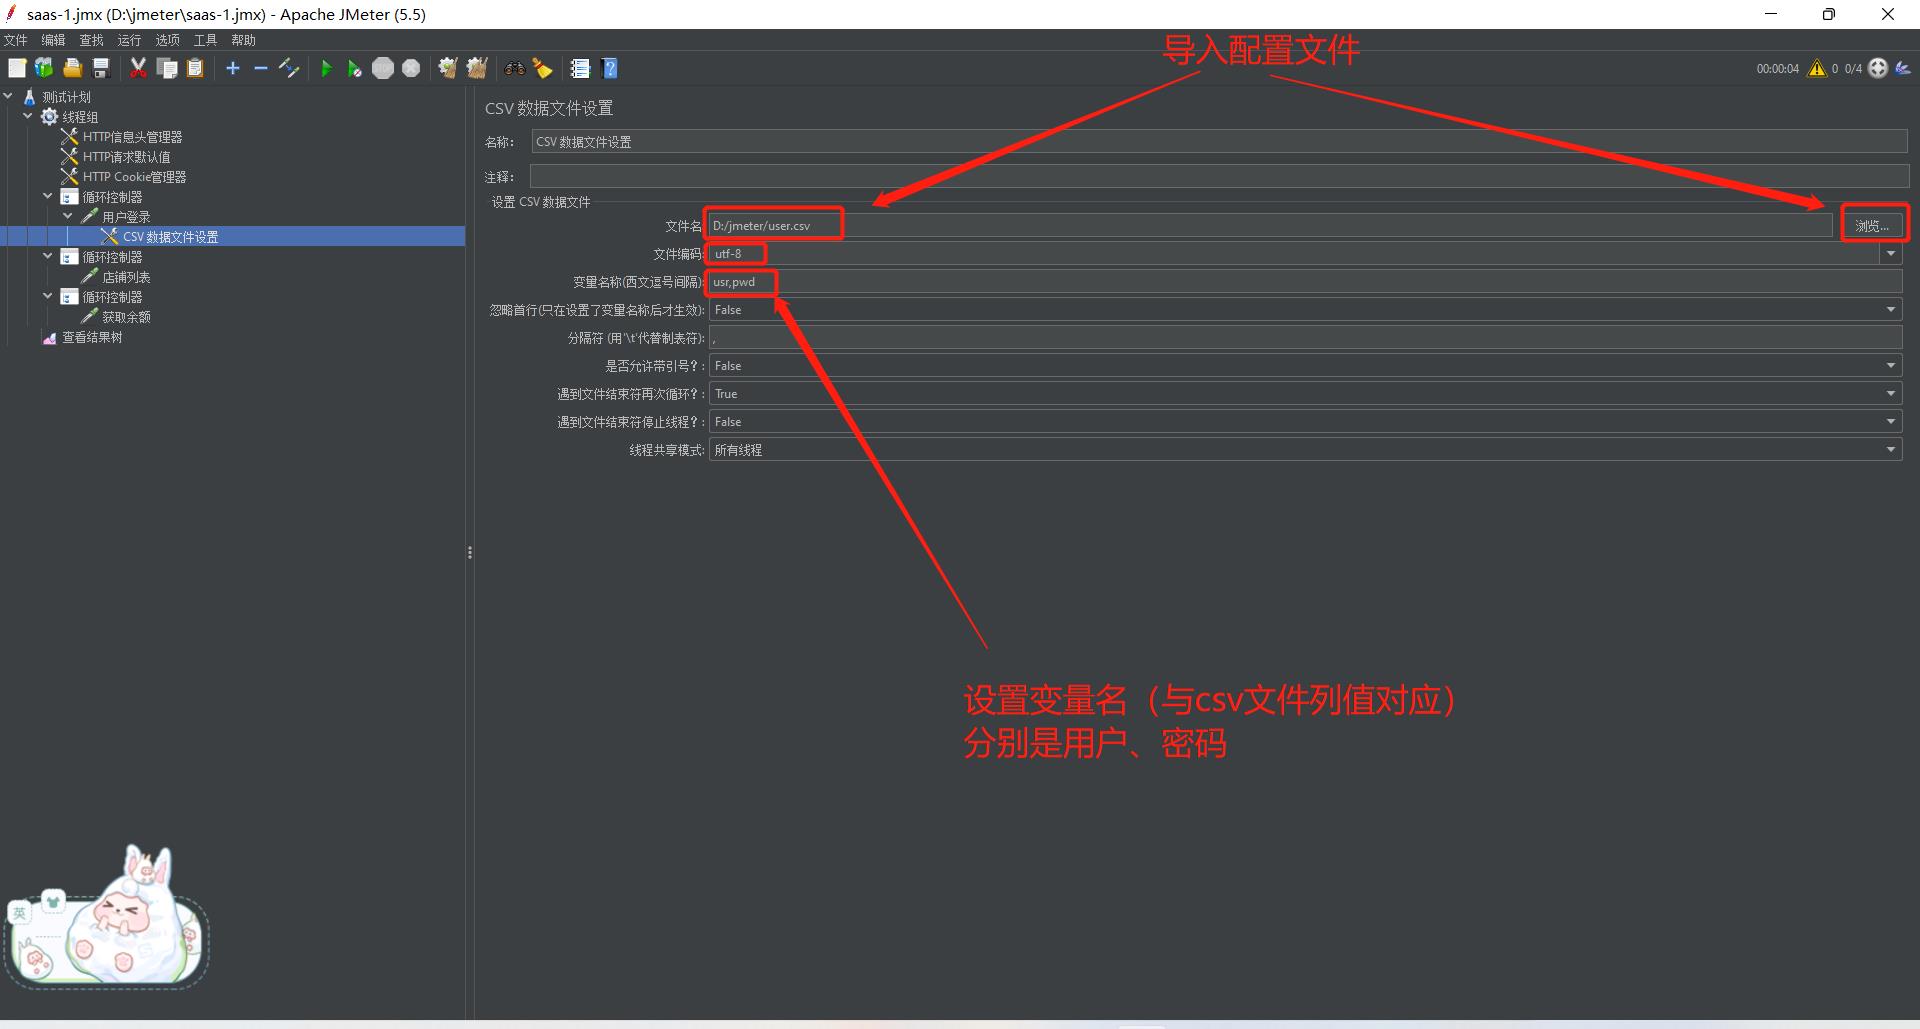 saas-1.jmx (D:\jmeter\saas-1.jmx) - Apache JMeter (5.5)
文件 编辑 查找 运行 选项 工具 帮助
导入配置文件
STOP
?
00:00:04 0 0/4
测试计划
线程组
HTTP信息头管理器
HTTP请求默认值
HTTP Cookie管理器
循环控制器
用户登录
CSV 数据文件设置
循环控制器
店铺列表
循环控制器
获取余额
查看结果树
CSV 数据文件设置
名称: CSV 数据文件设置
注释:
设置 CSV 数据文件
文件名 D:/jmeter/user.csv 浏览...
文件编码: utf-8
变量名称(西文逗号间隔): usr,pwd
忽略首行(只在设置了变量名称后才生效): False
分隔符 (用'\t'代替制表符): ,
是否允许带引号? : False
遇到文件结束符再次循环? : True
遇到文件结束符停止线程? : False
线程共享模式: 所有线程
设置变量名（与csv文件列值对应）
分别是用户、密码
英